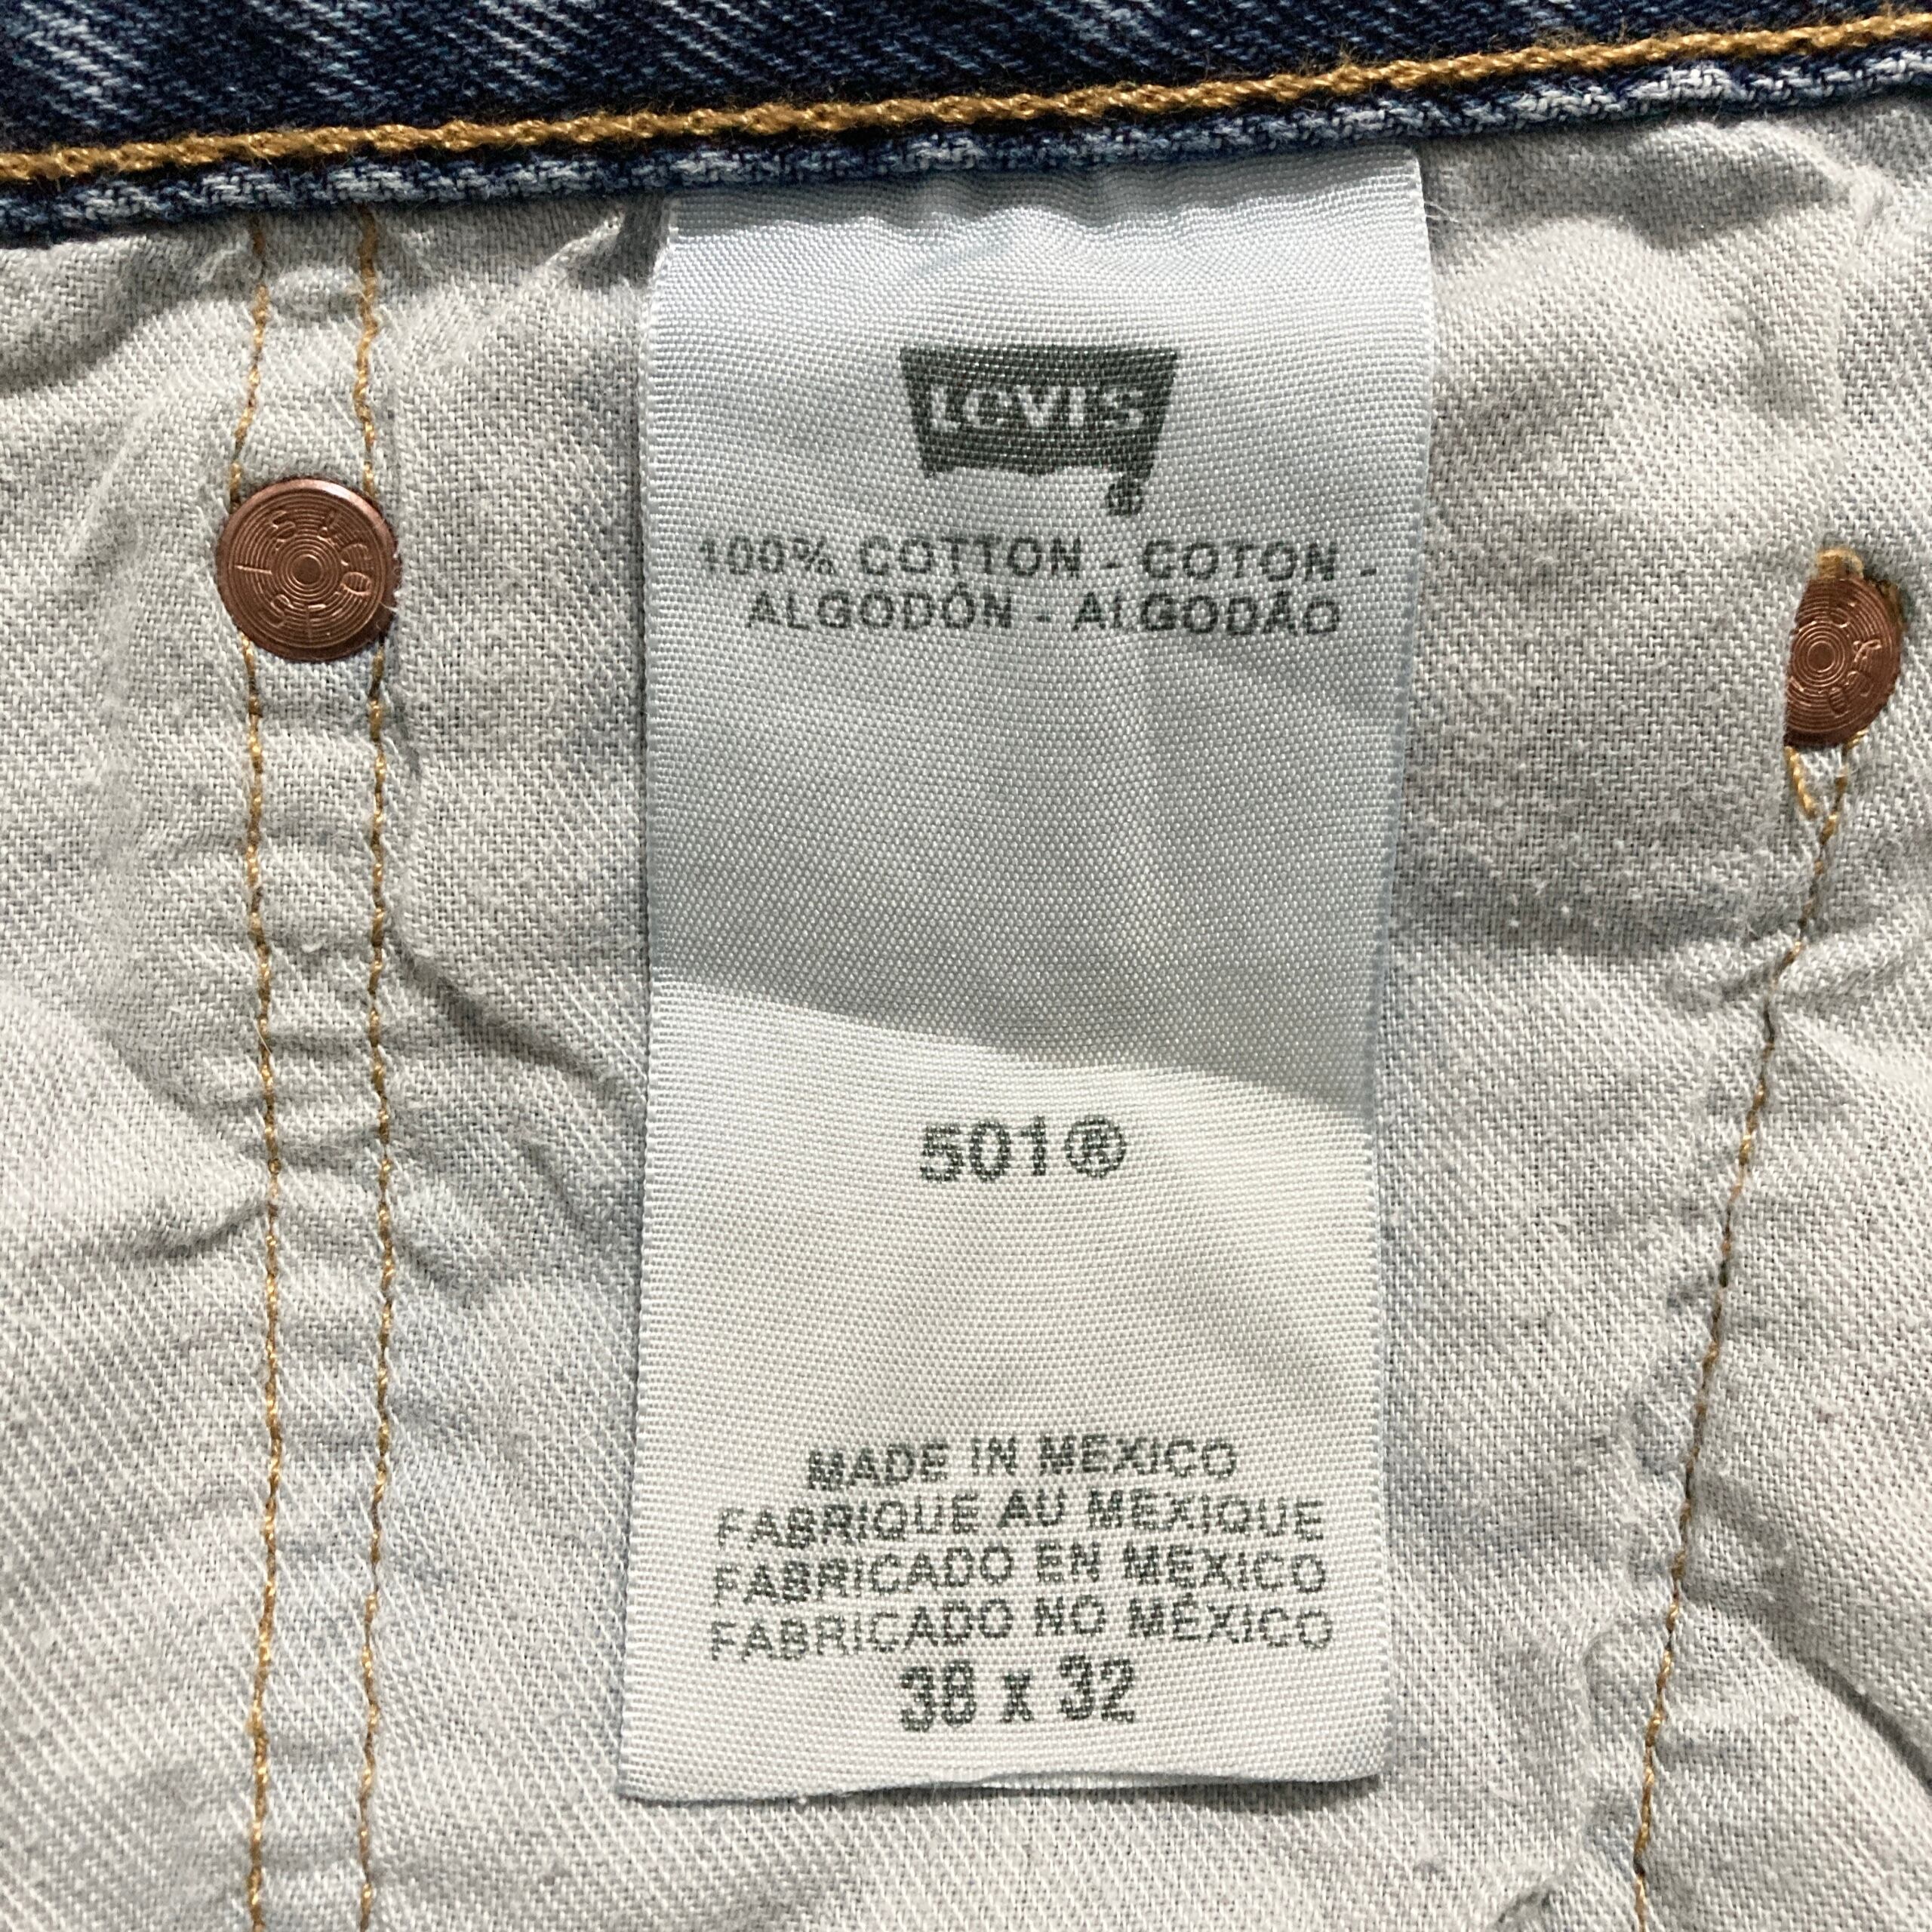 Levi's
®
100% COTTON - COTON -
ALGODÓN - ALGODÃO
501®
MADE IN MEXICO
FABRIQUE AU MEXIQUE
FABRICADO EN MEXICO
FABRICADO NO MÉXICO
38 x 32